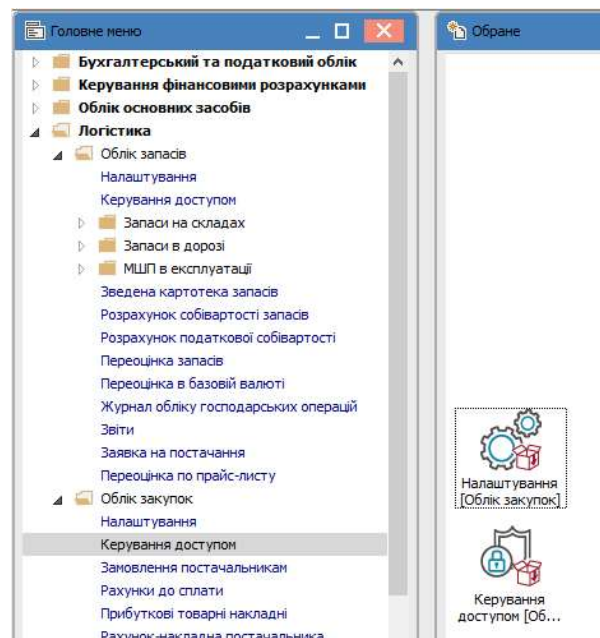 Головне меню
Бухгалтерський та податковий облік
Керування фінансовими розрахунками
Облік основних засобів
Логістика
Облік запасів
Налаштування
Керування доступом
Запаси на складах
Запаси в дорозі
МШП в експлуатації
Зведена картотека запасів
Розрахунок собівартості запасів
Розрахунок податкової собівартості
Переоцінка запасів
Переоцінка в базовій валюті
Журнал обліку господарських операцій
Звіти
Заявка на постачання
Переоцінка по прайс-листу
Облік закупок
Налаштування
Керування доступом
Замовлення постачальникам
Рахунки до сплати
Прибуткові товарні накладні
Рахунок-накладна постачальника
Обране
Налаштування
[Облік закупок]
Керування
доступом [Об...